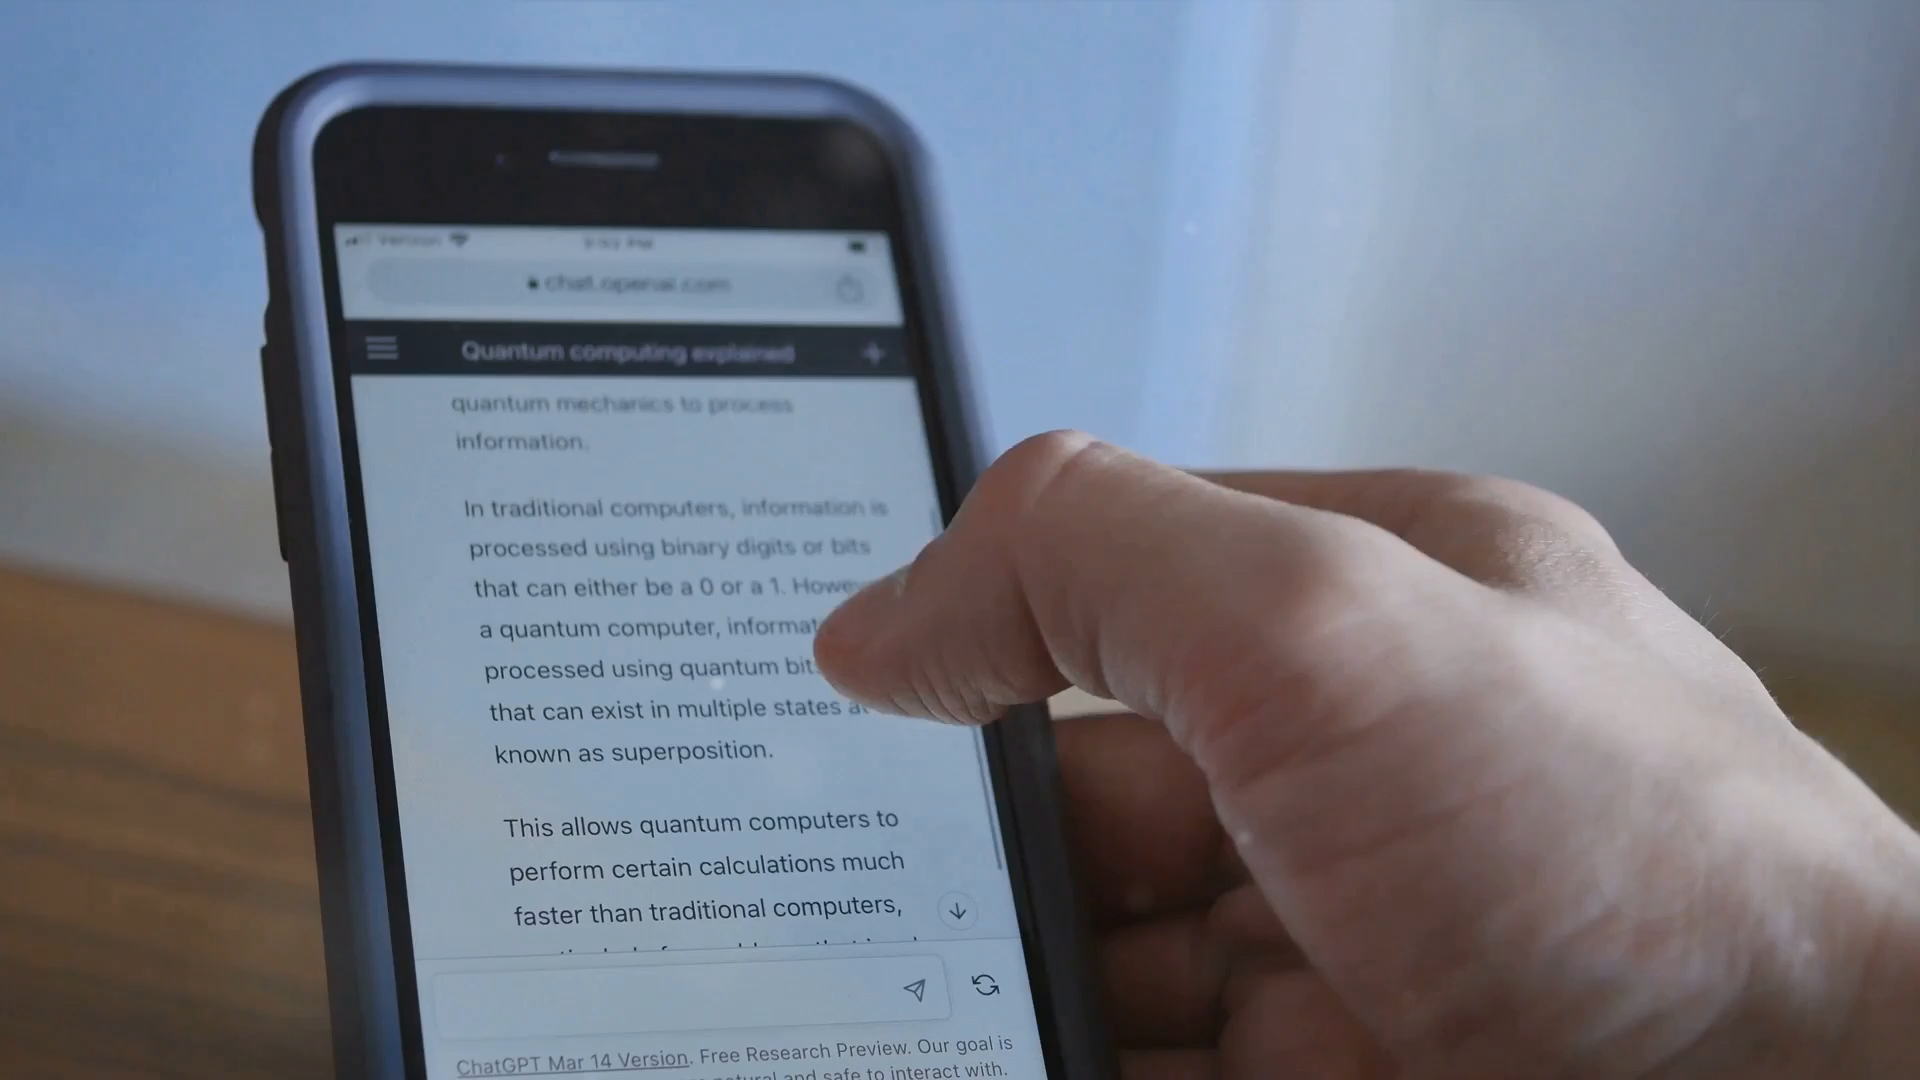 Verizon
chat.openai.com
Quantum computing explained
quantum mechanics to process
information.
In traditional computers, information is
processed using binary digits or bits
that can either be a 0 or a 1. Howev
a quantum computer, informat
processed using quantum bits
that can exist in multiple states at
known as superposition.
This allows quantum computers to
perform certain calculations much
faster than traditional computers,
ChatGPT Mar 14 Version. Free Research Preview. Our goal is
natural and safe to interact with.